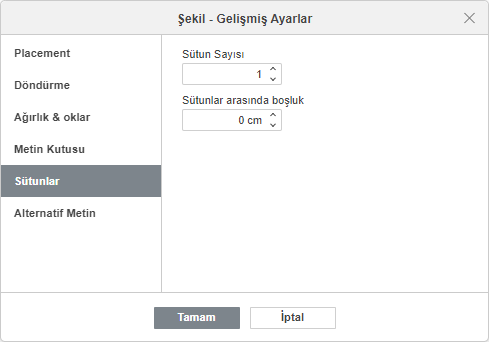 Şekil - Gelişmiş Ayarlar
Placement
Döndürme
Ağırlık & oklar
Metin Kutusu
Sütunlar
Alternatif Metin
Sütun Sayısı
1
Sütunlar arasında boşluk
0 cm
Tamam
İptal